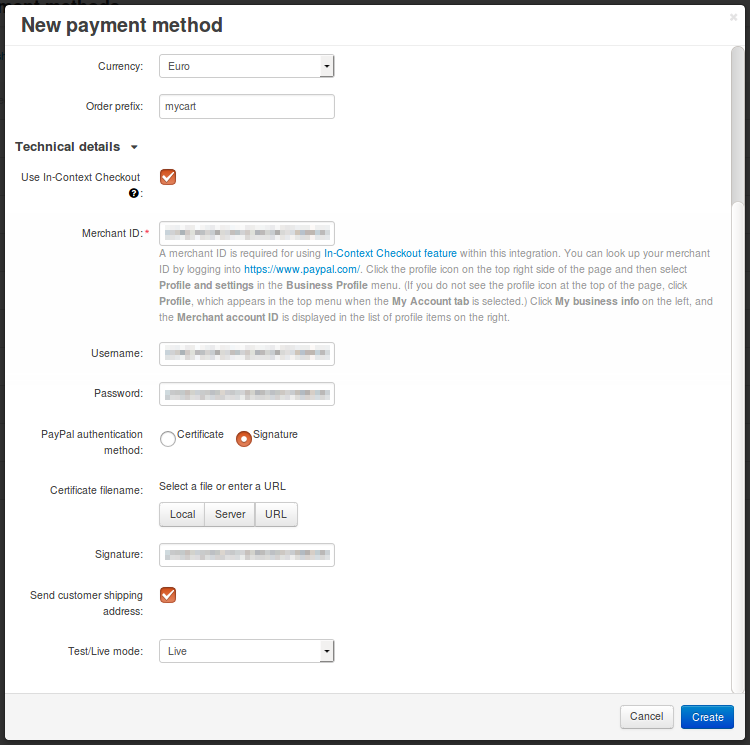 New payment method
×
Currency:
Euro
Order prefix:
mycart
Technical details
Use In-Context Checkout
?:
Merchant ID:*
A merchant ID is required for using In-Context Checkout feature within this integration. You can look up your merchant
ID by logging into https://www.paypal.com/. Click the profile icon on the top right side of the page and then select
Profile and settings in the Business Profile menu. (If you do not see the profile icon at the top of the page, click
Profile, which appears in the top menu when the My Account tab is selected.) Click My business info on the left, and
the Merchant account ID is displayed in the list of profile items on the right.
Username:
Password:
PayPal authentication
method:
Certificate
Signature
Certificate filename:
Select a file or enter a URL
Local
Server
URL
Signature:
Send customer shipping
address:
Test/Live mode:
Live
Cancel
Create